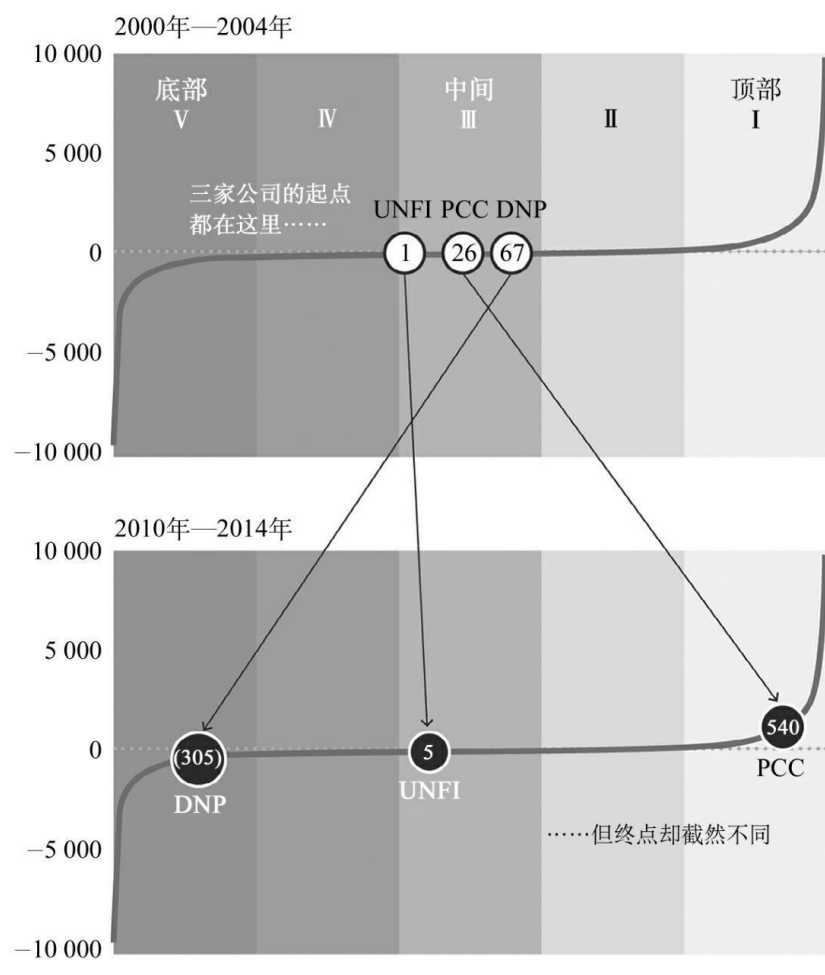 2000年—2004年
10 000
底部
中间
顶部
V
IV
III
II
I
5 000
三家公司的起点
都在这里……
UNFI PCC DNP
0
1
26
67
−5 000
−10 000
2010年—2014年
10 000
5 000
0
(305)
5
540
DNP
UNFI
PCC
……但终点却截然不同
−5 000
−10 000